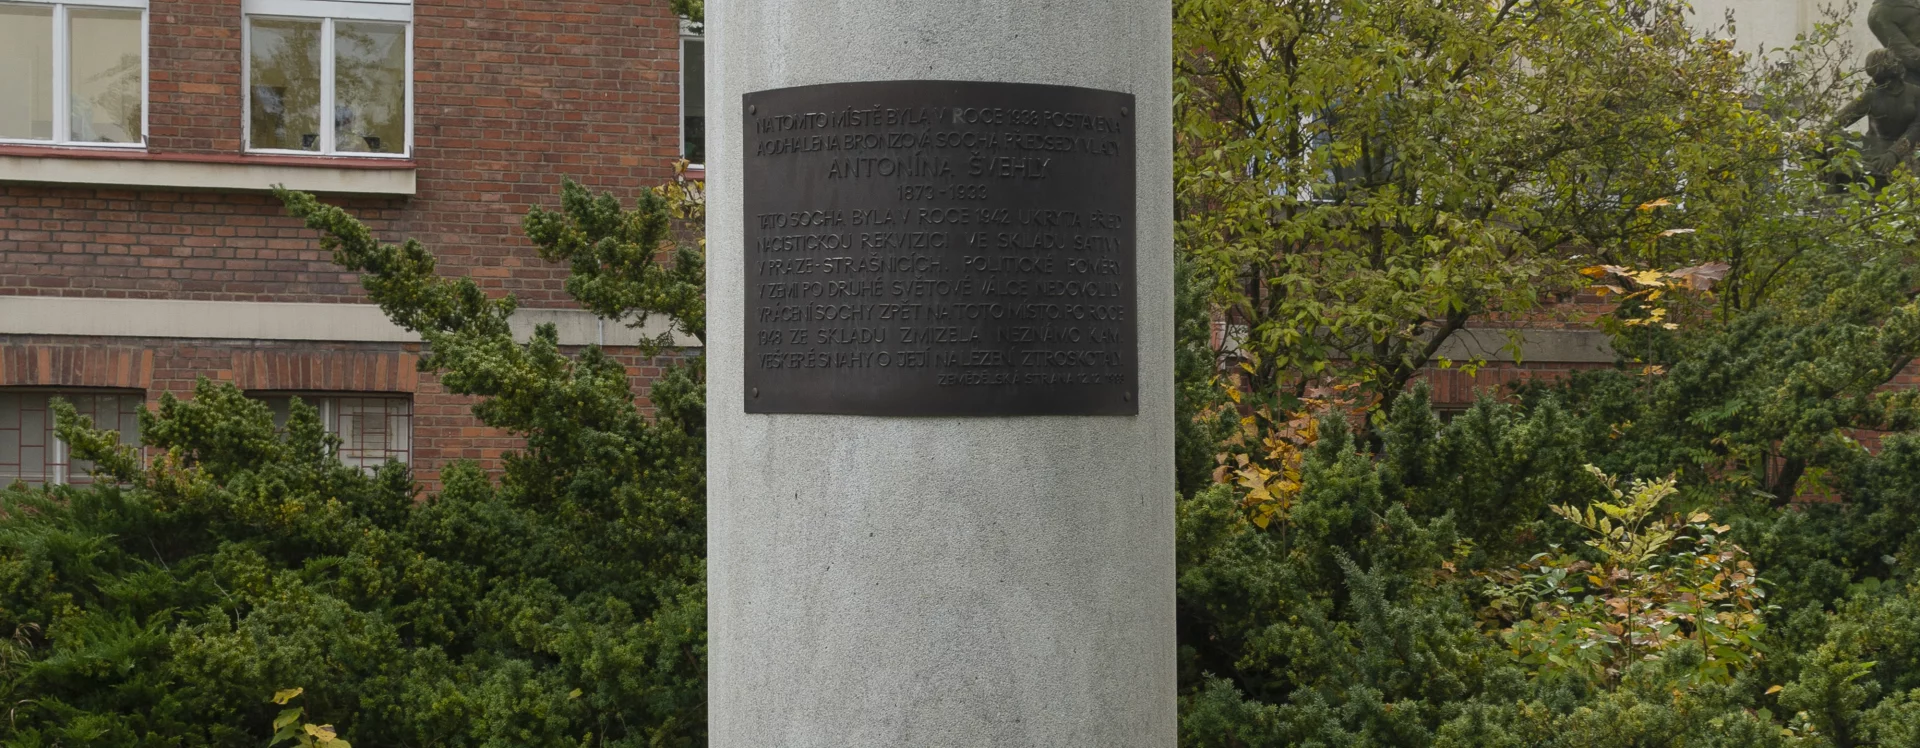 NA TOMTO MÍSTĚ BYLA V ROCE 1938 POSTAVENA
A ODHALENA BRONZOVÁ SOCHA PŘEDSEDY VLÁDY
ANTONÍNA ŠVEHLY
1873 - 1933
TATO SOCHA BYLA V ROCE 1942 UKRYTA PŘED
NACISTICKOU REKVIZICÍ VE SKLADU SATIVY
V PRAZE-STRAŠNICÍCH. POLITICKÉ POMĚRY
V ZEMI PO DRUHÉ SVĚTOVÉ VÁLCE NEDOVOLILY
VRÁCENÍ SOCHY ZPĚT NA TOTO MÍSTO. PO ROCE
1948 ZE SKLADU ZMIZELA NEZNÁMO KAM.
VEŠKERÉ SNAHY O JEJÍ NALEZENÍ ZTROSKOTALY.
ZEMĚDĚLSKÁ STRANA